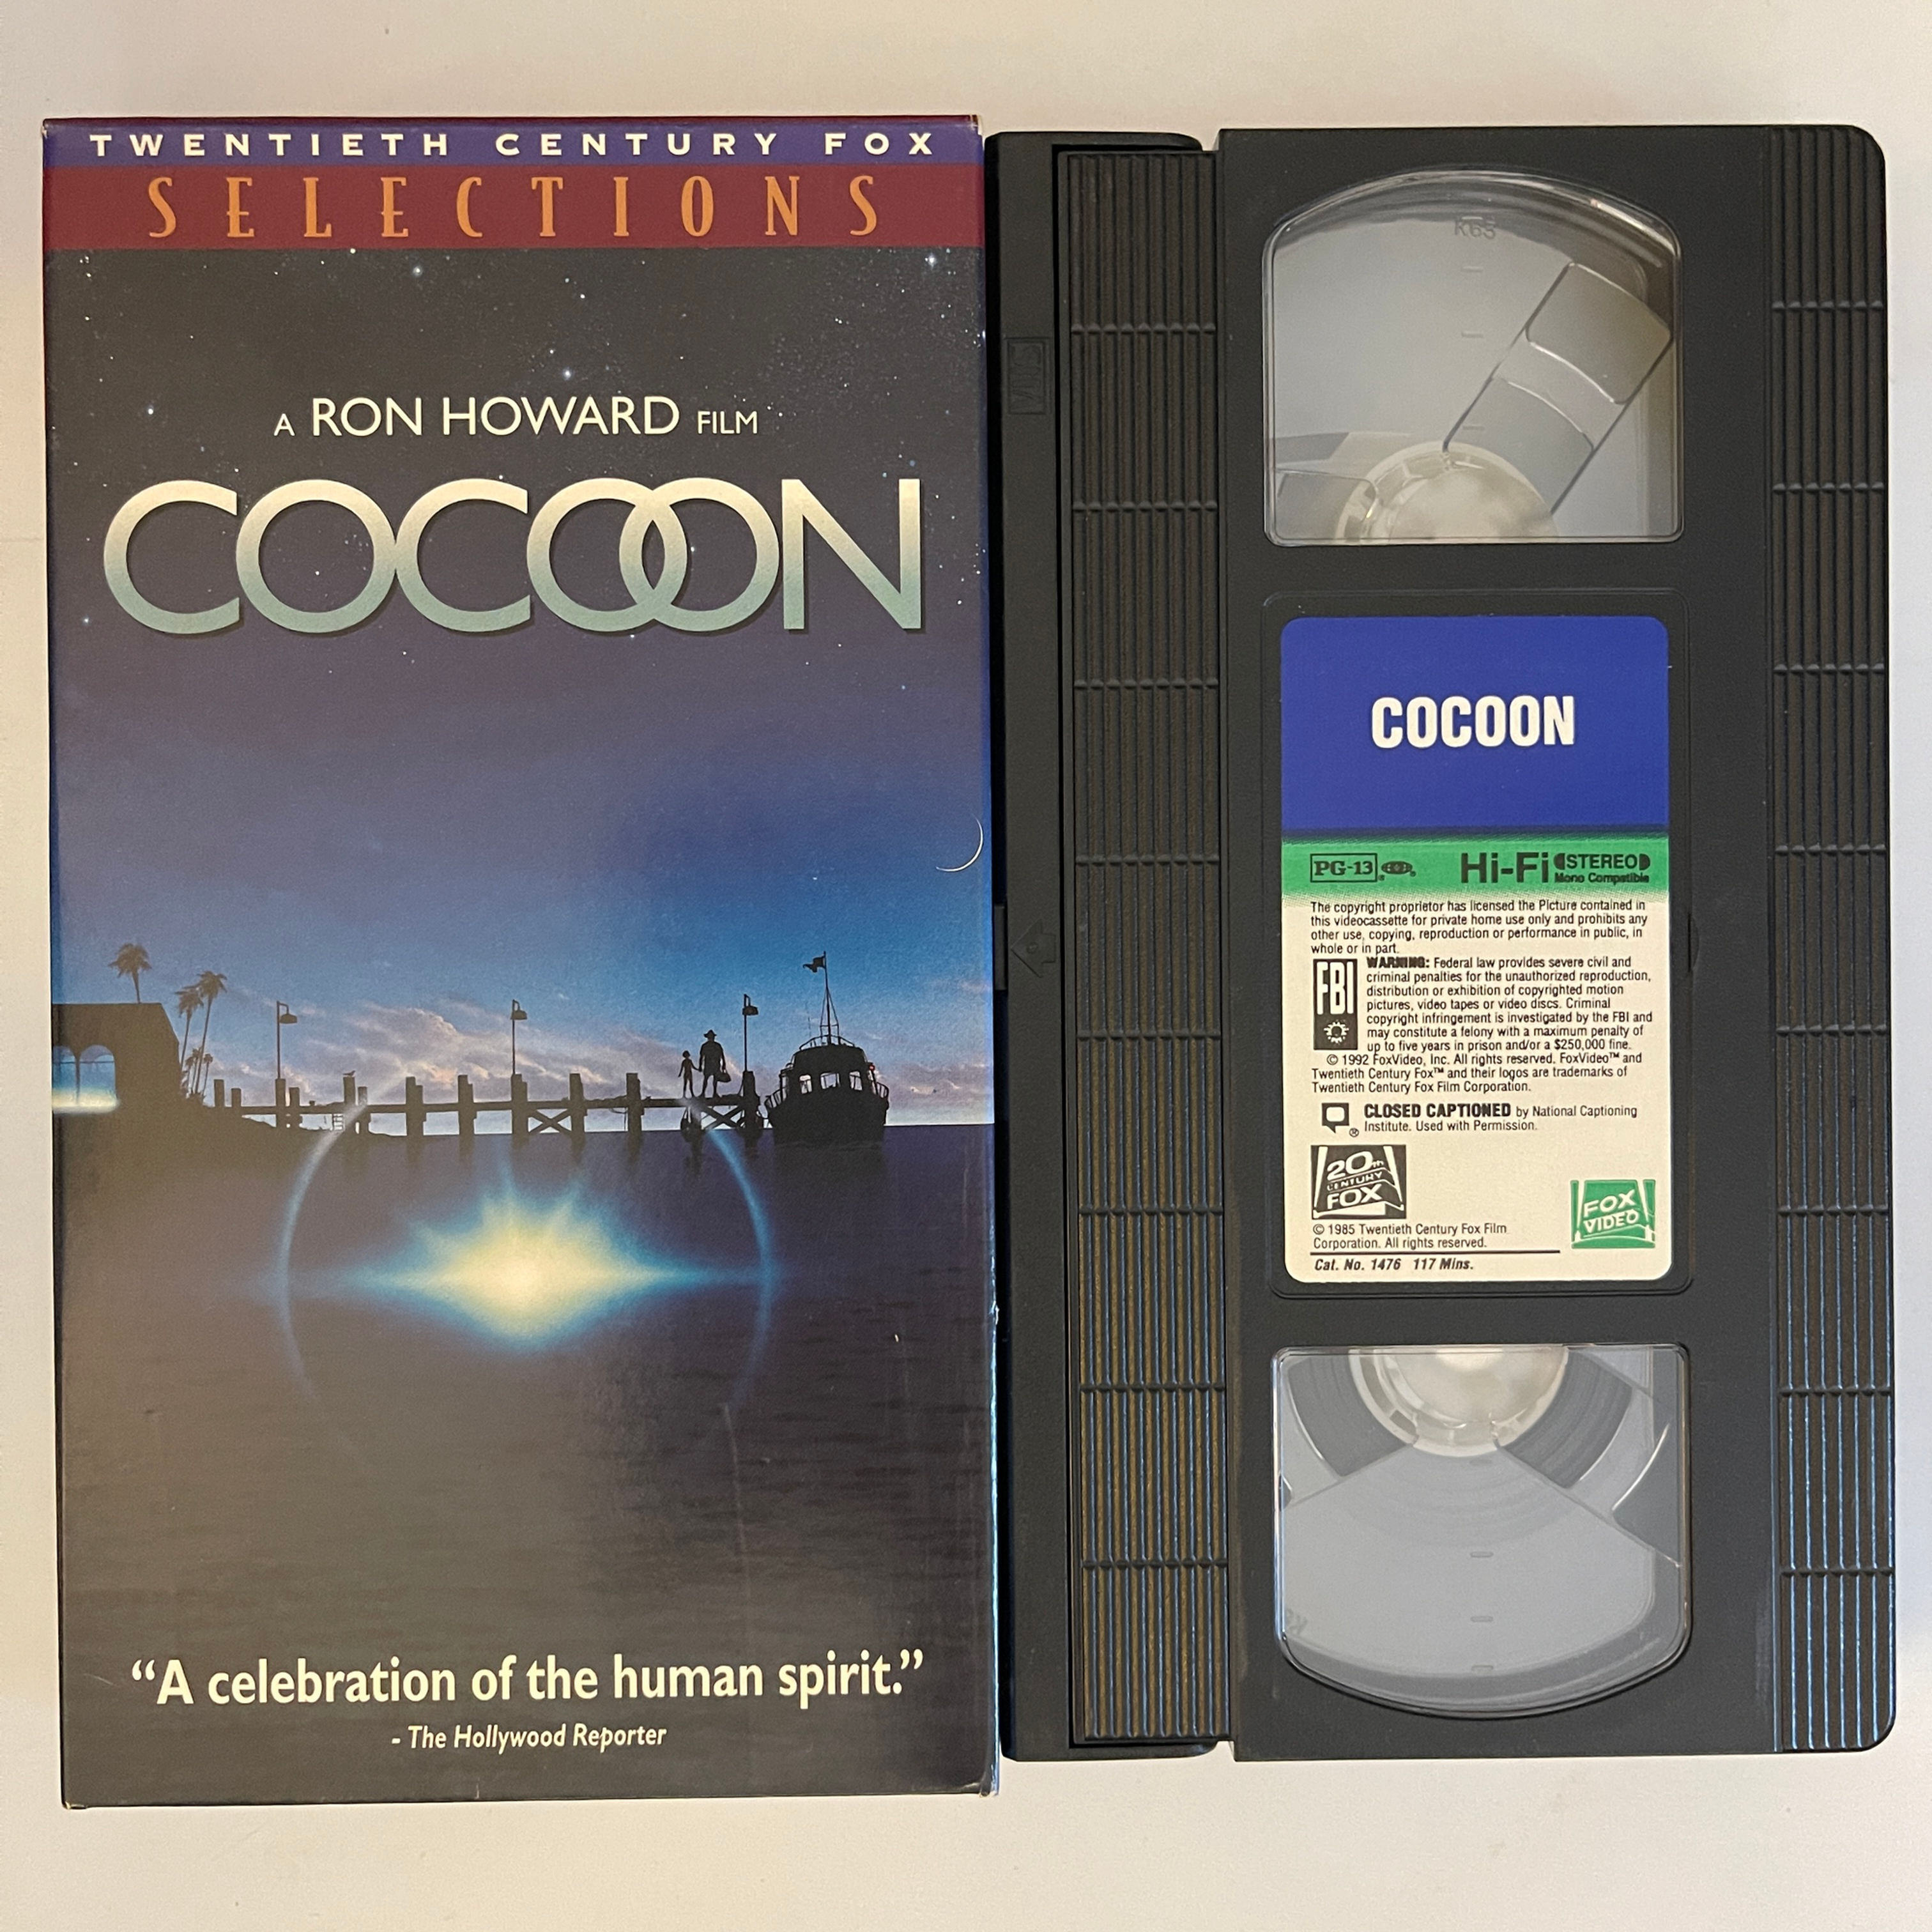 TWENTIETH CENTURY FOX
SELECTIONS
A RON HOWARD FILM
COCOON
"A celebration of the human spirit."
- The Hollywood Reporter
VHS
K65
COCOON
PG-13 Hi-Fi STEREO
Mono Compatible
The copyright proprietor has licensed the Picture contained in
this videocassette for private home use only and prohibits any
other use, copying, reproduction or performance in public, in
whole or in part.
FBI
WARNING: Federal law provides severe civil and
criminal penalties for the unauthorized reproduction,
distribution or exhibition of copyrighted motion
pictures, video tapes or video discs. Criminal
copyright infringement is investigated by the FBI and
may constitute a felony with a maximum penalty of
up to five years in prison and/or a $250,000 fine.
© 1992 FoxVideo, Inc. All rights reserved. FoxVideo™ and
Twentieth Century Fox™ and their logos are trademarks of
Twentieth Century Fox Film Corporation.
CLOSED CAPTIONED by National Captioning
® Institute. Used with Permission.
20th
CENTURY
FOX
FOX
VIDEO
© 1985 Twentieth Century Fox Film
Corporation. All rights reserved.
Cat. No. 1476 117 Mins.